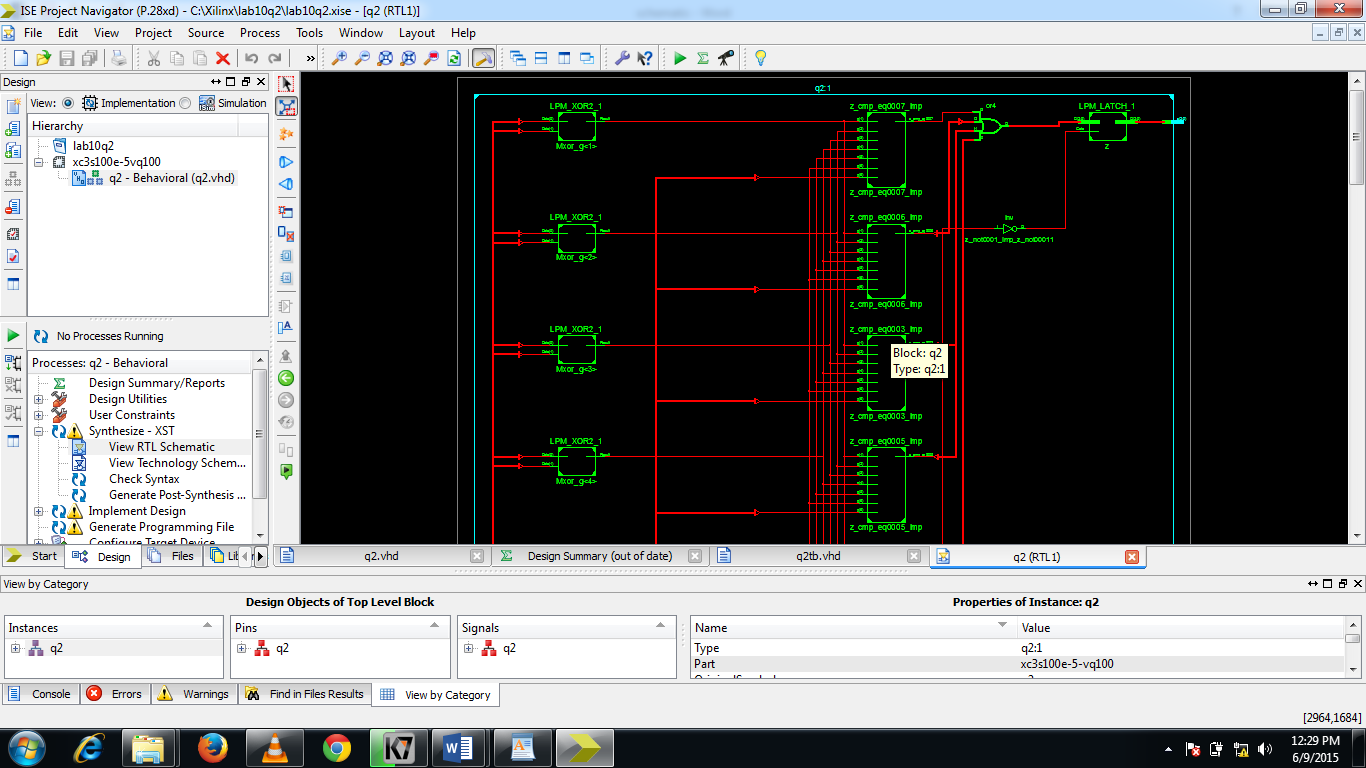 ISE Project Navigator (P.28xd) - C:\Xilinx\lab10q2\lab10q2.xise - [q2 (RTL1)]
File Edit View Project Source Process Tools Window Layout Help
Design
View: Implementation Simulation
Hierarchy
lab10q2
xc3s100e-5vq100
q2 - Behavioral (q2.vhd)
No Processes Running
Processes: q2 - Behavioral
Design Summary/Reports
Design Utilities
User Constraints
Synthesize - XST
View RTL Schematic
View Technology Schem...
Check Syntax
Generate Post-Synthesis ...
Implement Design
Generate Programming File
Configure Target Device
Start Design Files
q2:1
LPM_XOR2_1
Mxor_g<1>
LPM_XOR2_1
Mxor_g<2>
LPM_XOR2_1
Mxor_g<3>
LPM_XOR2_1
Mxor_g<4>
z_cmp_eq0007_imp
z_cmp_eq0007_imp
z_cmp_eq0006_imp
z_cmp_eq0006_imp
z_cmp_eq0003_imp
Block: q2
Type: q2:1
z_cmp_eq0003_imp
z_cmp_eq0005_imp
z_cmp_eq0005_imp
or4
LPM_LATCH_1
z
inv
z_not0001_imp_z_not00011
q2.vhd Design Summary (out of date) q2tb.vhd q2 (RTL1)
View by Category
Design Objects of Top Level Block
Properties of Instance: q2
Instances Pins Signals Name Value
q2 q2 q2 Type q2:1
Part xc3s100e-5-vq100
Console Errors Warnings Find in Files Results View by Category
[2964,1684]
12:29 PM
6/9/2015